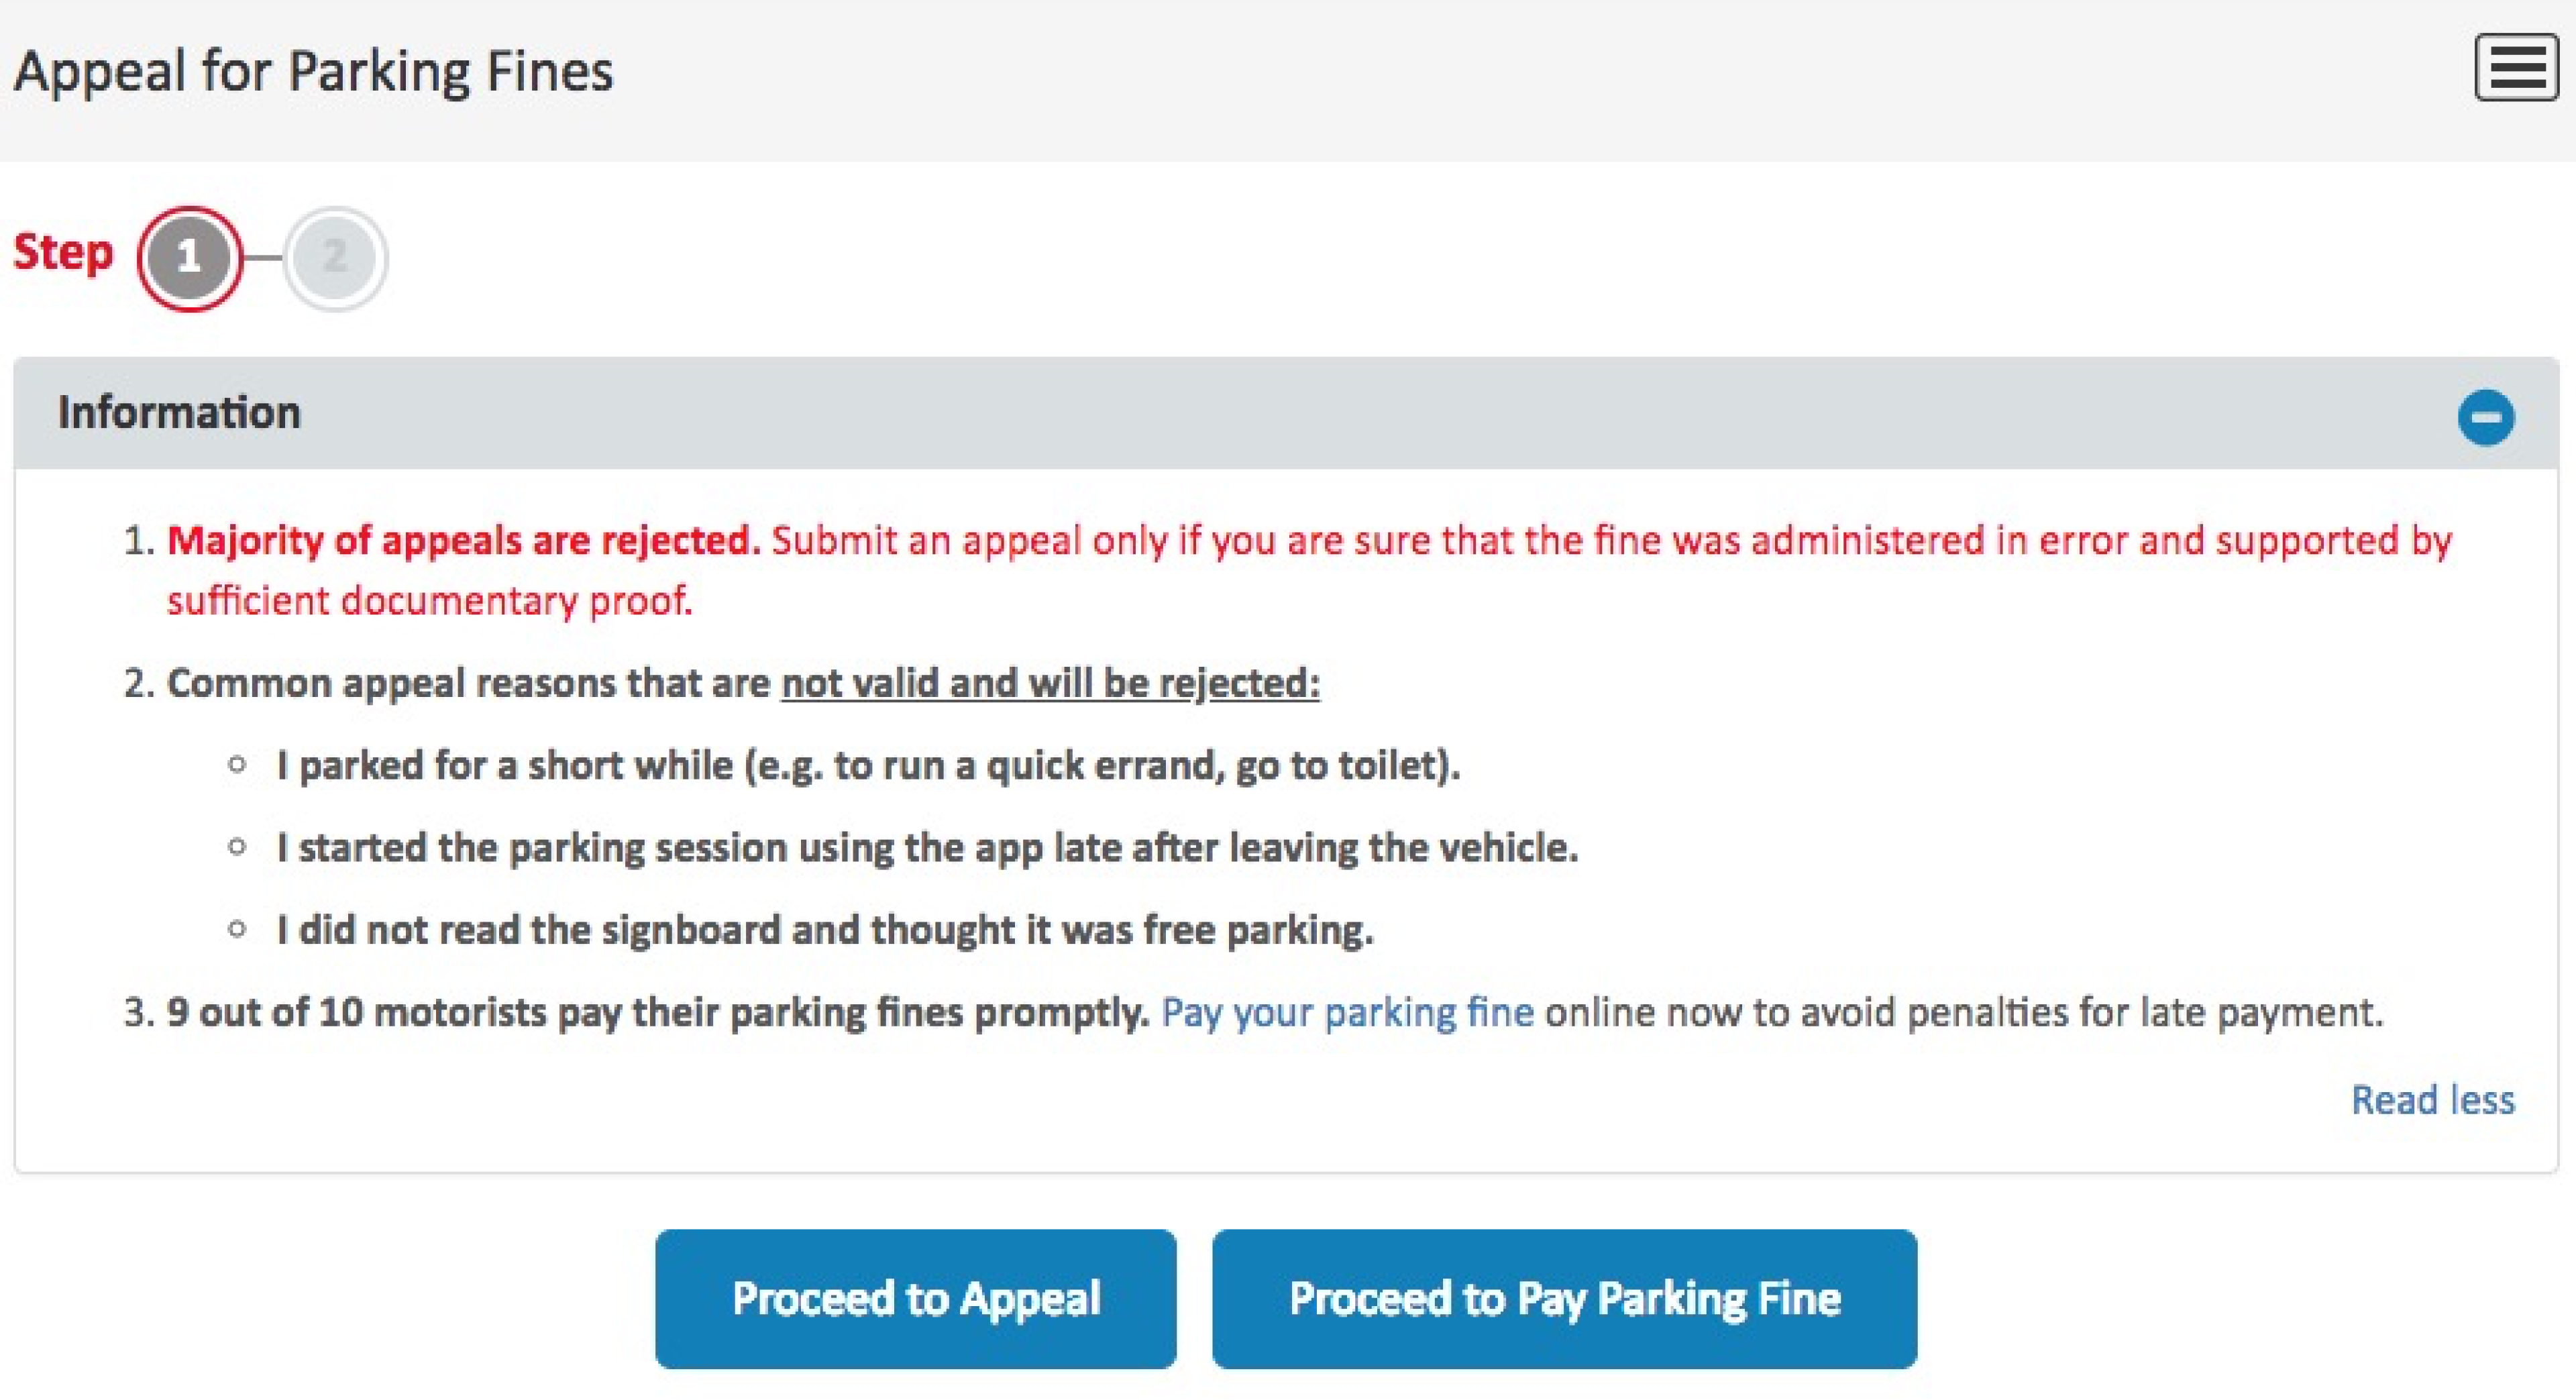 Appeal for Parking Fines
Step 1 2
Information
1. Majority of appeals are rejected. Submit an appeal only if you are sure that the fine was administered in error and supported by
sufficient documentary proof.
2. Common appeal reasons that are not valid and will be rejected:
I parked for a short while (e.g. to run a quick errand, go to toilet).
I started the parking session using the app late after leaving the vehicle.
I did not read the signboard and thought it was free parking.
3. 9 out of 10 motorists pay their parking fines promptly. Pay your parking fine online now to avoid penalties for late payment.
Read less
Proceed to Appeal
Proceed to Pay Parking Fine